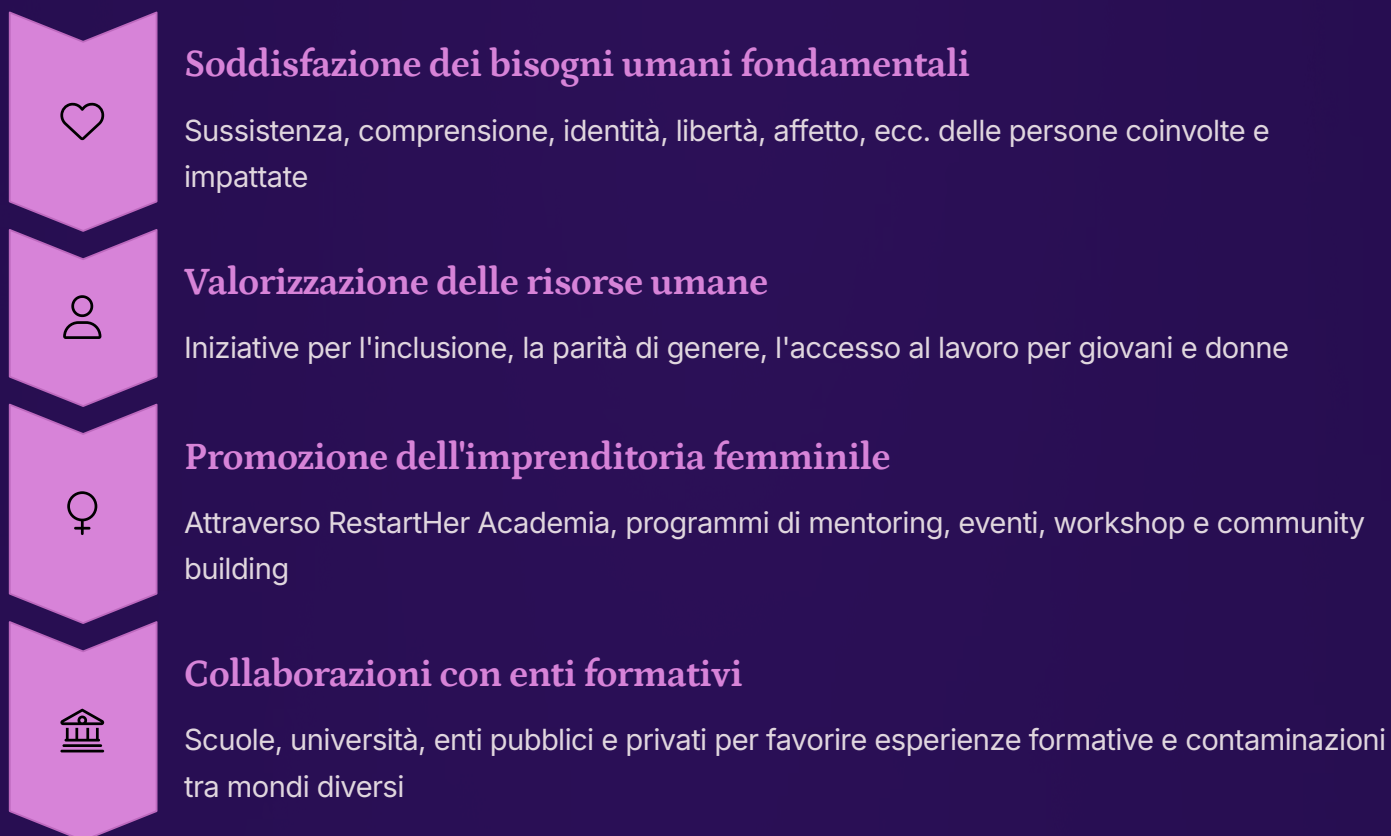 Soddisfazione dei bisogni umani fondamentali
Sussistenza, comprensione, identità, libertà, affetto, ecc. delle persone coinvolte e
impattate
Valorizzazione delle risorse umane
Iniziative per l'inclusione, la parità di genere, l'accesso al lavoro per giovani e donne
Promozione dell'imprenditoria femminile
Attraverso RestartHer Academia, programmi di mentoring, eventi, workshop e community
building
Collaborazioni con enti formativi
Scuole, università, enti pubblici e privati per favorire esperienze formative e contaminazioni
tra mondi diversi